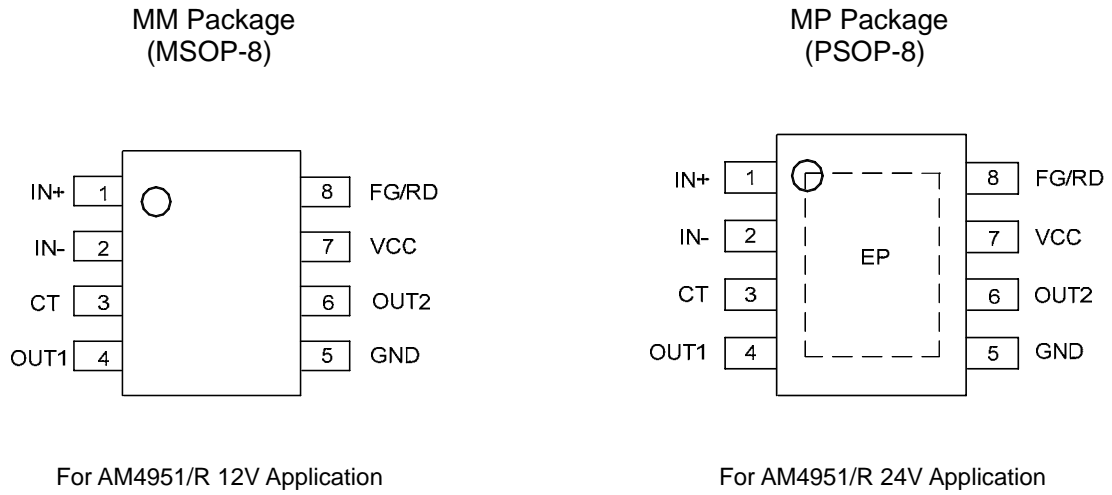 MM Package
(MSOP-8)
IN+ 1
8 FG/RD
IN- 2
7 VCC
CT 3
6 OUT2
OUT1 4
5 GND
For AM4951/R 12V Application
MP Package
(PSOP-8)
IN+ 1
8 FG/RD
IN- 2
7 VCC
EP
CT 3
6 OUT2
OUT1 4
5 GND
For AM4951/R 24V Application